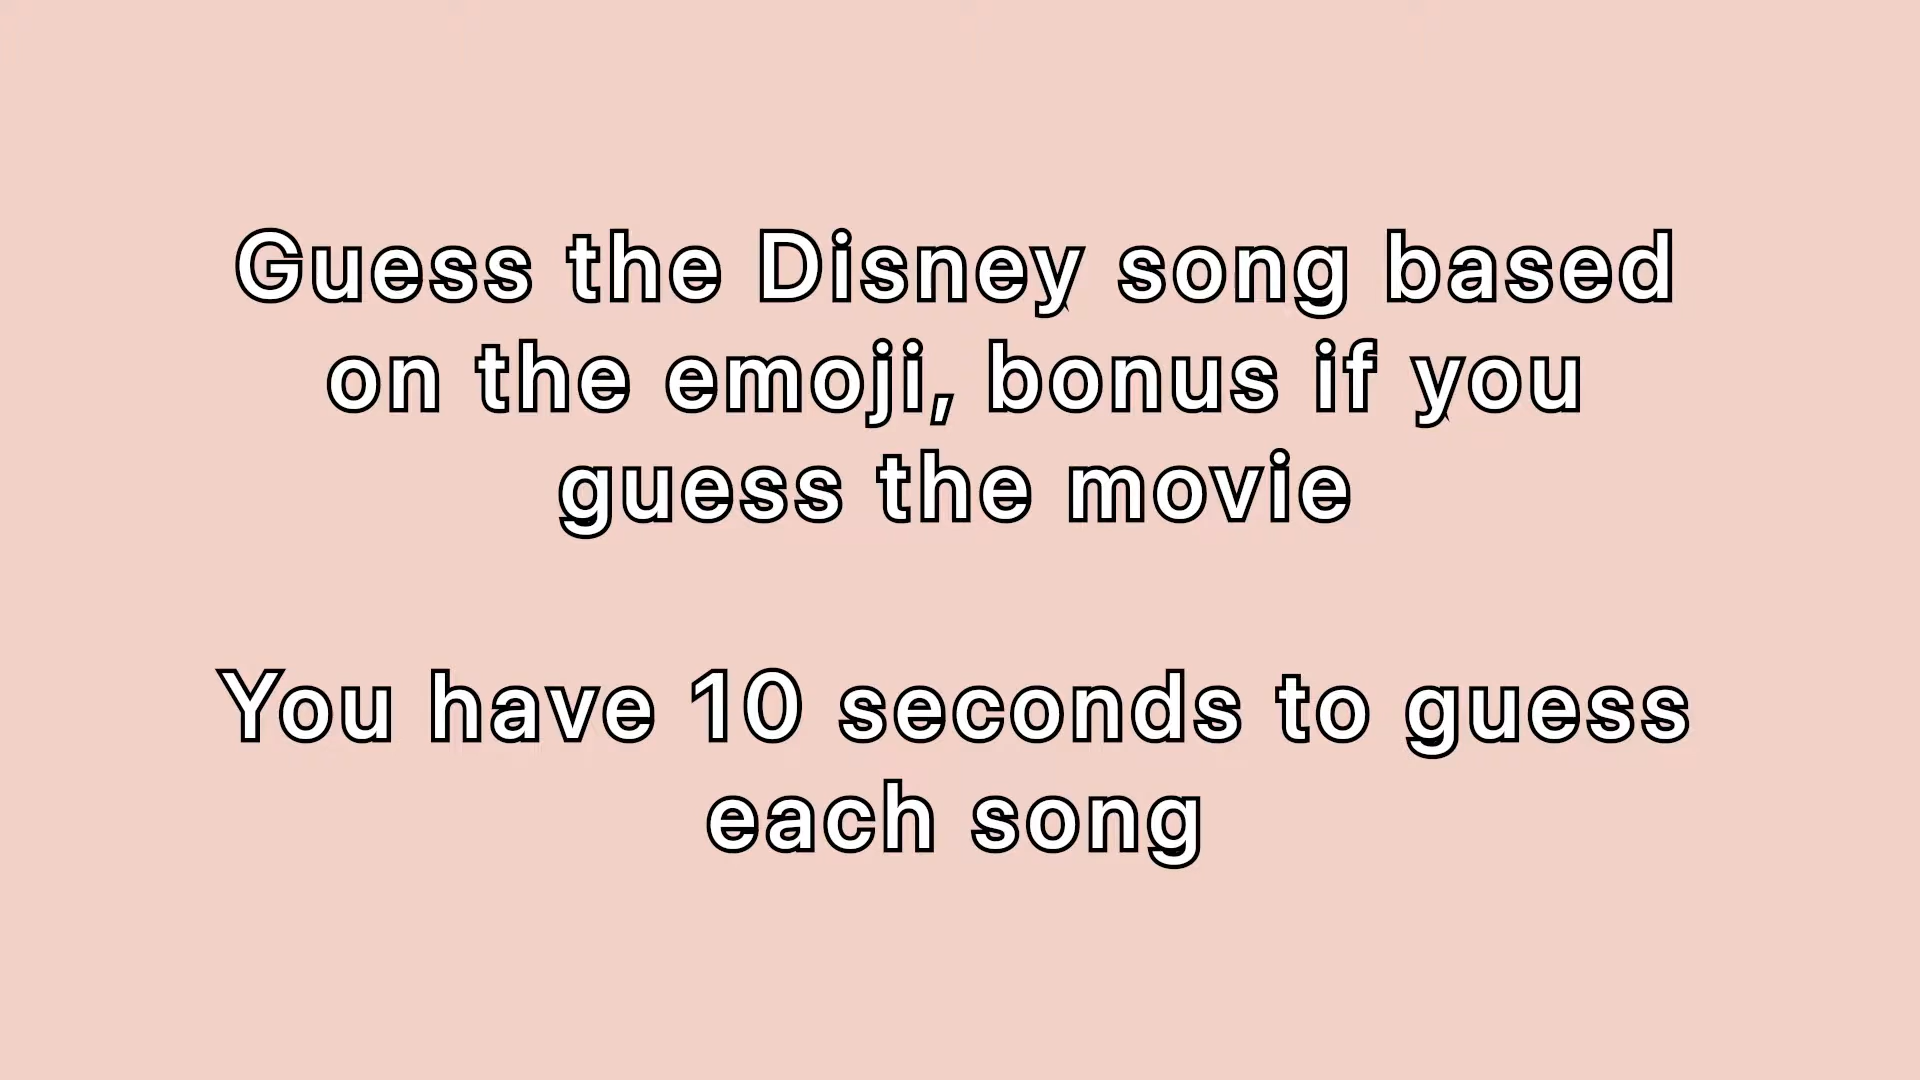 Guess the Disney song based
on the emoji, bonus if you
guess the movie
You have 10 seconds to guess
each song